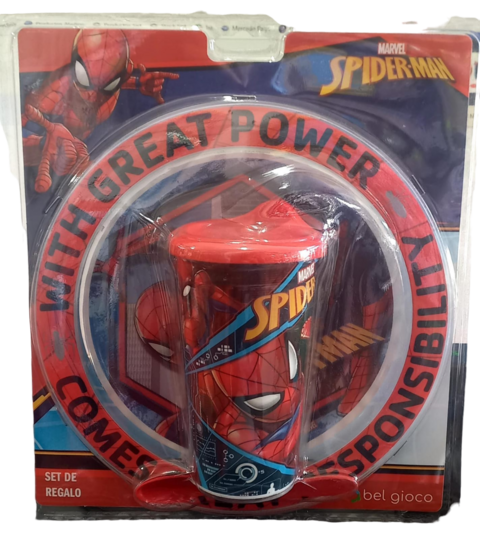 MARVEL
SPIDER-MAN
WITH GREAT POWER
COMES
RESPONSIBILITY
MARVEL
SPIDER
MAN
SET DE
REGALO
bel gioco